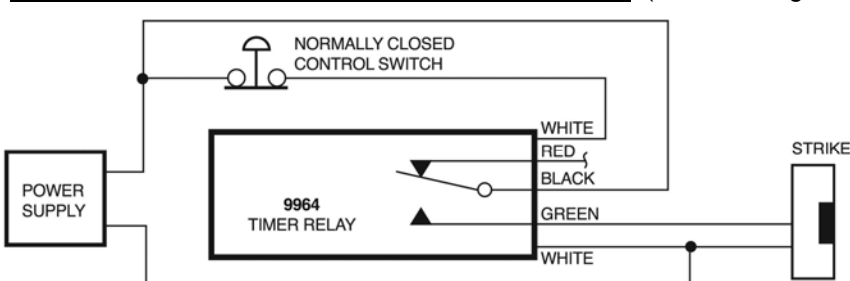 NORMALLY CLOSED
CONTROL SWITCH
WHITE
RED
STRIKE
BLACK
POWER
SUPPLY
9964
TIMER RELAY
GREEN
WHITE